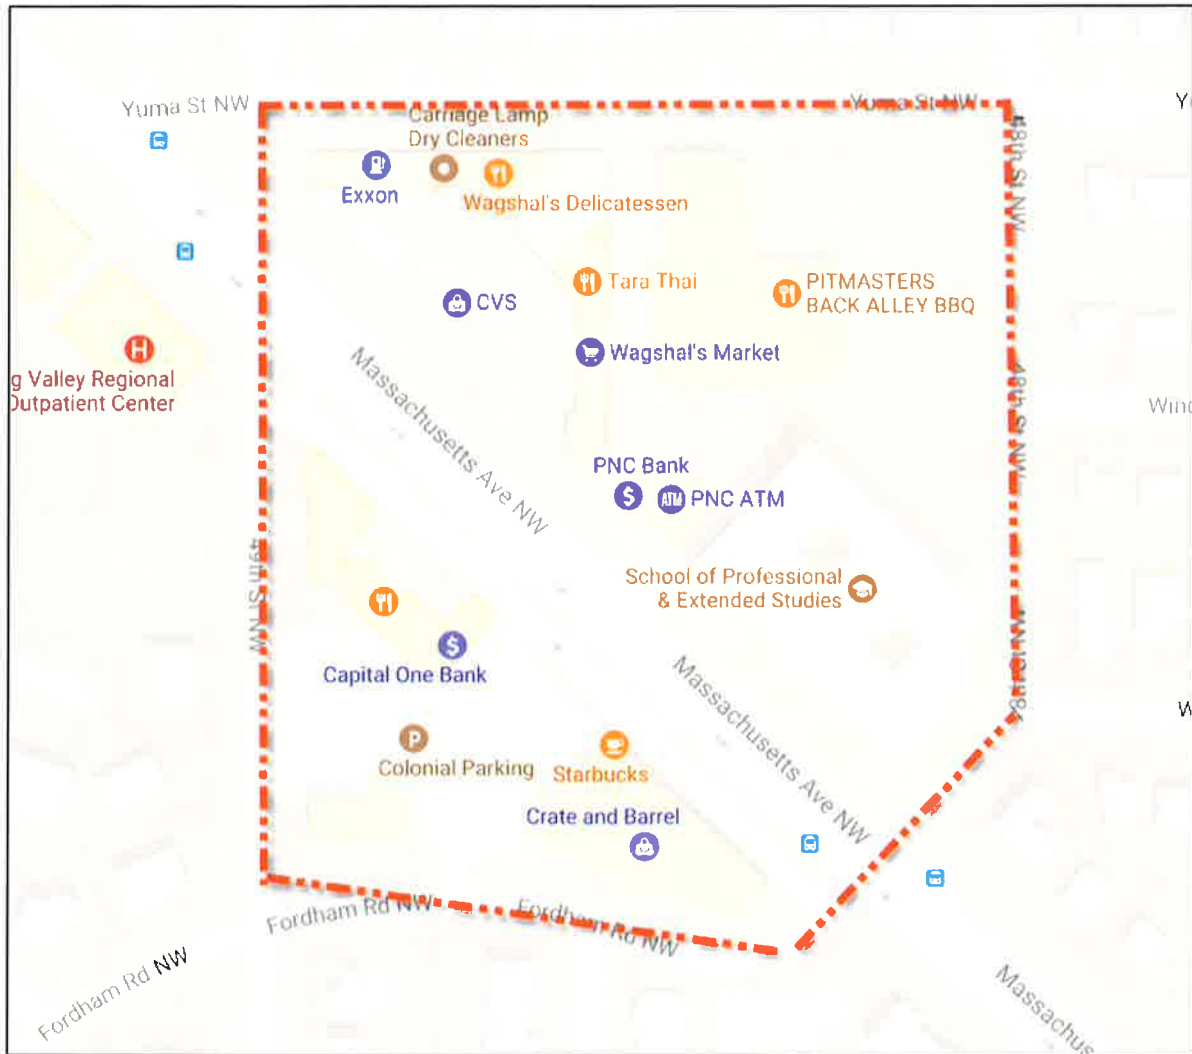 Yuma St NW
Yuma St NW
Carriage Lamp
Dry Cleaners
48th St NW
Exxon
Wagshal's Delicatessen
Tara Thai
PITMASTERS
BACK ALLEY BBQ
CVS
Wagshal's Market
H
g Valley Regional
Outpatient Center
Massachusetts Ave NW
48th St NW
PNC Bank
$
ATM
PNC ATM
49th St NW
School of Professional
& Extended Studies
$
Capital One Bank
48th St NW
Massachusetts Ave NW
P
Colonial Parking
Starbucks
Crate and Barrel
Fordham Rd NW
Fordham Rd NW
Fordham Rd NW